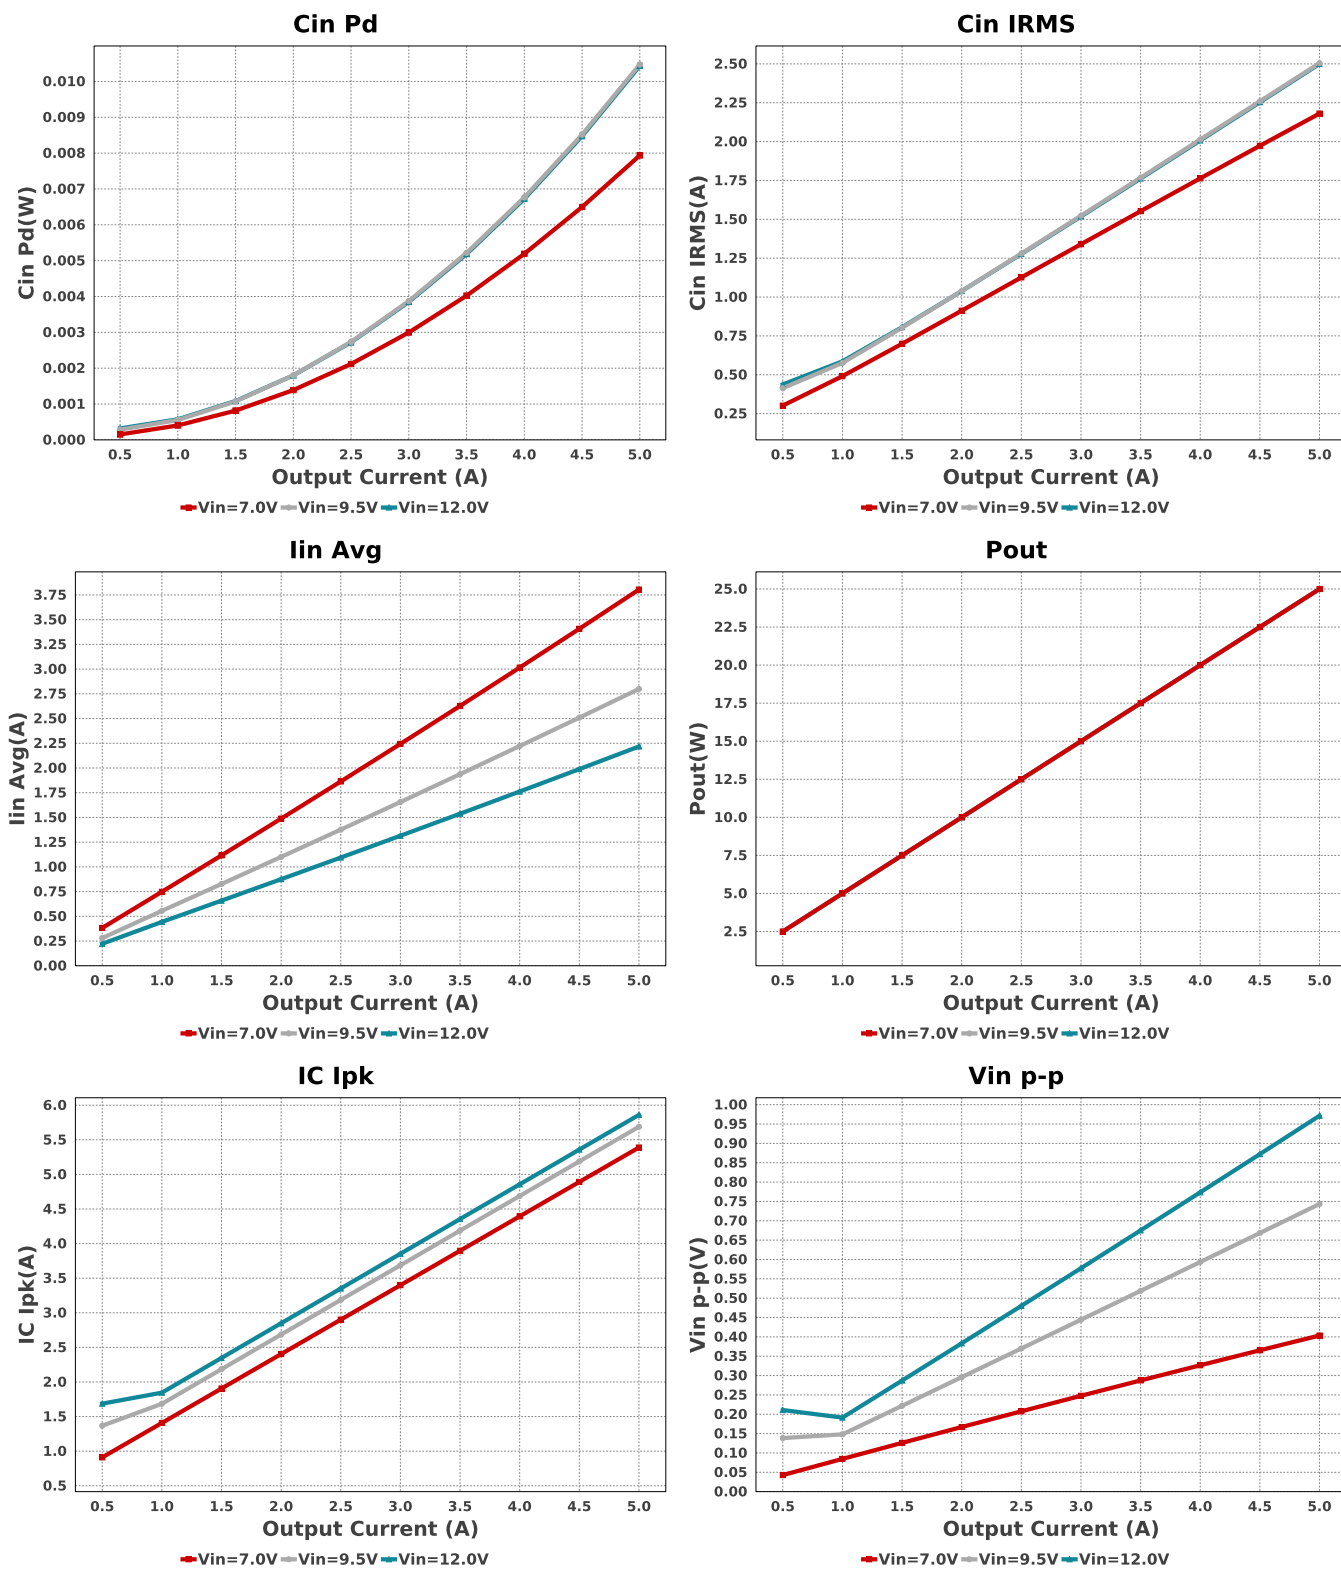 Cin Pd
Cin Pd(W)
0.010
0.009
0.008
0.007
0.006
0.005
0.004
0.003
0.002
0.001
0.000
0.5 1.0 1.5 2.0 2.5 3.0 3.5 4.0 4.5 5.0
Output Current (A)
Vin=7.0V Vin=9.5V Vin=12.0V
Cin IRMS
Cin IRMS(A)
2.50
2.25
2.00
1.75
1.50
1.25
1.00
0.75
0.50
0.25
0.5 1.0 1.5 2.0 2.5 3.0 3.5 4.0 4.5 5.0
Output Current (A)
Vin=7.0V Vin=9.5V Vin=12.0V
Iin Avg
Iin Avg(A)
3.75
3.50
3.25
3.00
2.75
2.50
2.25
2.00
1.75
1.50
1.25
1.00
0.75
0.50
0.25
0.00
0.5 1.0 1.5 2.0 2.5 3.0 3.5 4.0 4.5 5.0
Output Current (A)
Vin=7.0V Vin=9.5V Vin=12.0V
Pout
Pout(W)
25.0
22.5
20.0
17.5
15.0
12.5
10.0
7.5
5.0
2.5
0.5 1.0 1.5 2.0 2.5 3.0 3.5 4.0 4.5 5.0
Output Current (A)
Vin=7.0V Vin=9.5V Vin=12.0V
IC Ipk
IC Ipk(A)
6.0
5.5
5.0
4.5
4.0
3.5
3.0
2.5
2.0
1.5
1.0
0.5
0.5 1.0 1.5 2.0 2.5 3.0 3.5 4.0 4.5 5.0
Output Current (A)
Vin=7.0V Vin=9.5V Vin=12.0V
Vin p-p
Vin p-p(V)
1.00
0.95
0.90
0.85
0.80
0.75
0.70
0.65
0.60
0.55
0.50
0.45
0.40
0.35
0.30
0.25
0.20
0.15
0.10
0.05
0.00
0.5 1.0 1.5 2.0 2.5 3.0 3.5 4.0 4.5 5.0
Output Current (A)
Vin=7.0V Vin=9.5V Vin=12.0V